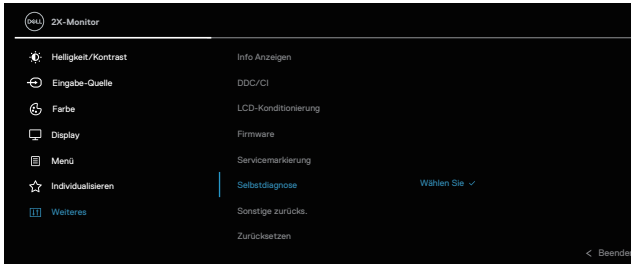 DELL 2X-Monitor
Helligkeit/Kontrast
Eingabe-Quelle
Farbe
Display
Menü
Individualisieren
Weiteres
Info Anzeigen
DDC/CI
LCD-Konditionierung
Firmware
Servicemarkierung
Selbstdiagnose Wählen Sie
Sonstige zurücks.
Zurücksetzen
Beenden